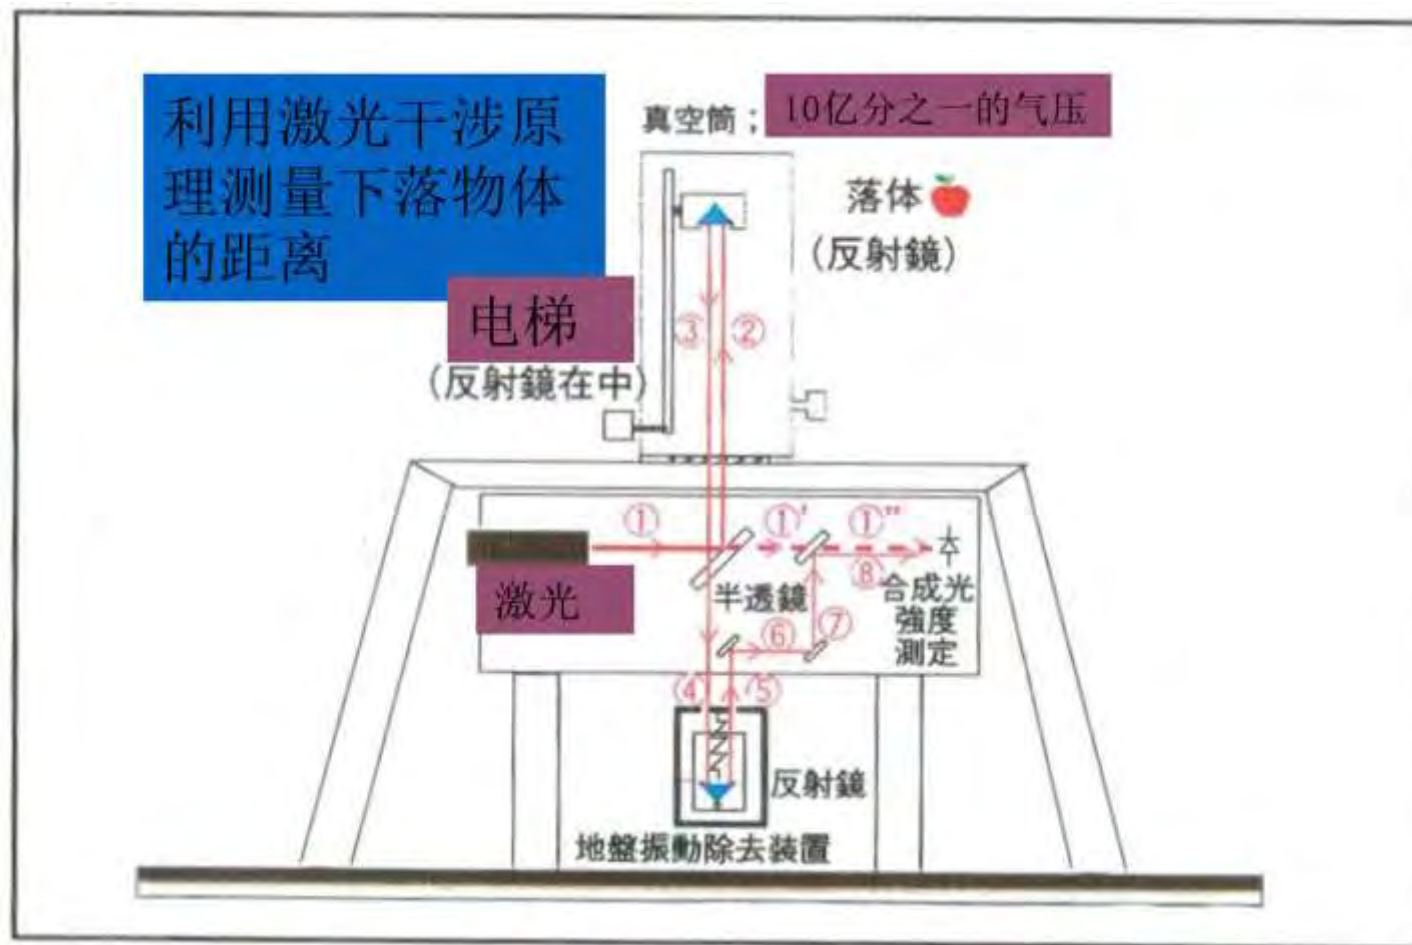 利用激光干涉原
理测量下落物体
的距离
真空筒；
10亿分之一的气压
落体
(反射鏡)
电梯
(反射鏡在中)
③
②
①
①'
①"
激光
半透鏡
⑧
合成光
強度
測定
⑥
⑦
④
⑤
反射鏡
地盤振動除去装置